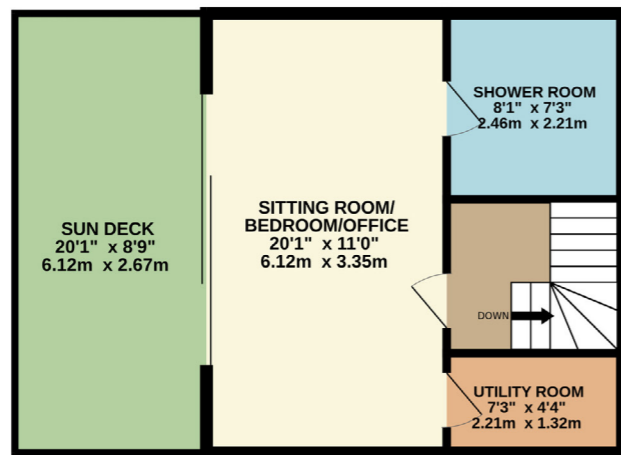 SUN DECK
20'1" x 8'9"
6.12m x 2.67m
SITTING ROOM/
BEDROOM/OFFICE
20'1" x 11'0"
6.12m x 3.35m
SHOWER ROOM
8'1" x 7'3"
2.46m x 2.21m
DOWN
UTILITY ROOM
7'3" x 4'4"
2.21m x 1.32m